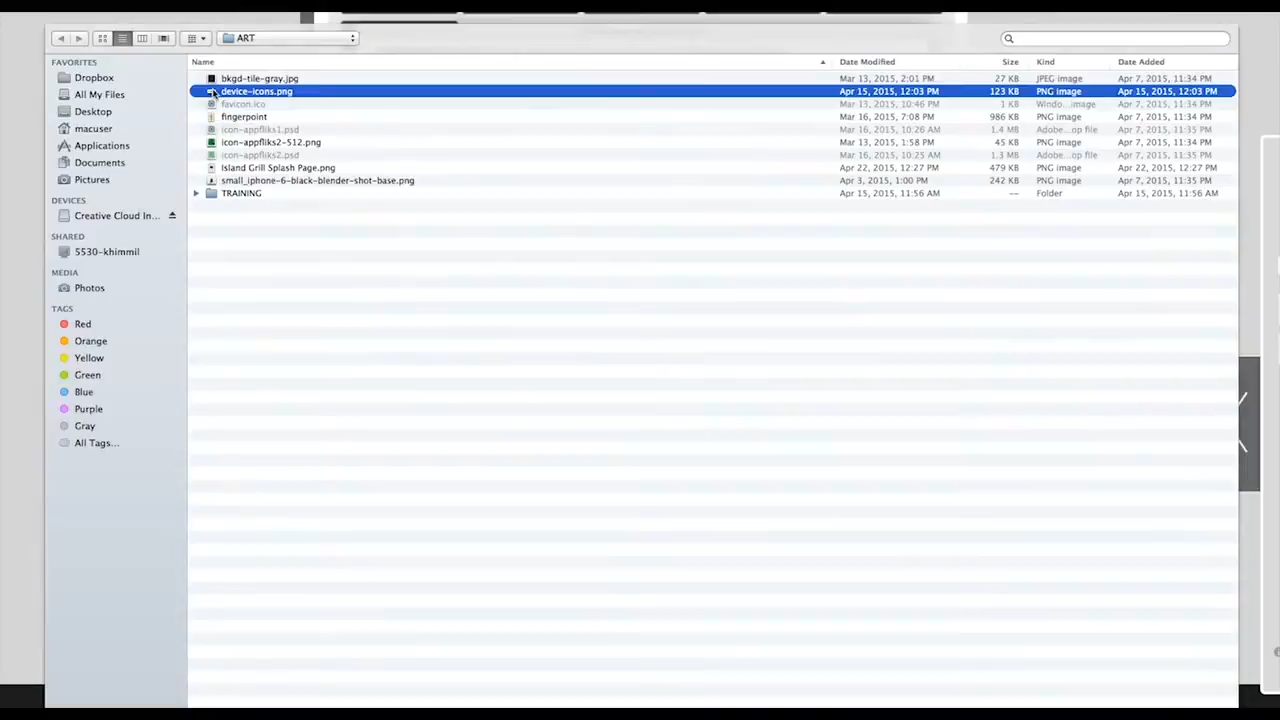 ART
FAVORITES
Dropbox
All My Files
Desktop
macuser
Applications
Documents
Pictures
DEVICES
Creative Cloud In...
SHARED
5530-khimmil
MEDIA
Photos
TAGS
Red
Orange
Yellow
Green
Blue
Purple
Gray
All Tags...
Name Date Modified Size Kind Date Added
bkgd-tile-gray.jpg Mar 13, 2015, 2:01 PM 27 KB JPEG image Apr 7, 2015, 11:34 PM
device-icons.png Apr 15, 2015, 12:03 PM 123 KB PNG image Apr 15, 2015, 12:03 PM
favicon.ico Mar 13, 2015, 10:46 PM 1 KB Windo...image Apr 7, 2015, 11:34 PM
fingerpoint Mar 16, 2015, 7:08 PM 986 KB PNG image Apr 7, 2015, 11:34 PM
icon-appfliks1.psd Mar 16, 2015, 10:26 AM 1.4 MB Adobe...op file Apr 7, 2015, 11:35 PM
icon-appfliks2-512.png Mar 13, 2015, 1:58 PM 45 KB PNG image Apr 7, 2015, 11:34 PM
icon-appfliks2.psd Mar 16, 2015, 10:25 AM 1.3 MB Adobe...op file Apr 7, 2015, 11:35 PM
Island Grill Splash Page.png Apr 22, 2015, 12:27 PM 479 KB PNG image Apr 22, 2015, 12:27 PM
small_iphone-6-black-blender-shot-base.png Apr 3, 2015, 1:00 PM 242 KB PNG image Apr 7, 2015, 11:35 PM
TRAINING Apr 15, 2015, 11:56 AM -- Folder Apr 15, 2015, 11:56 AM